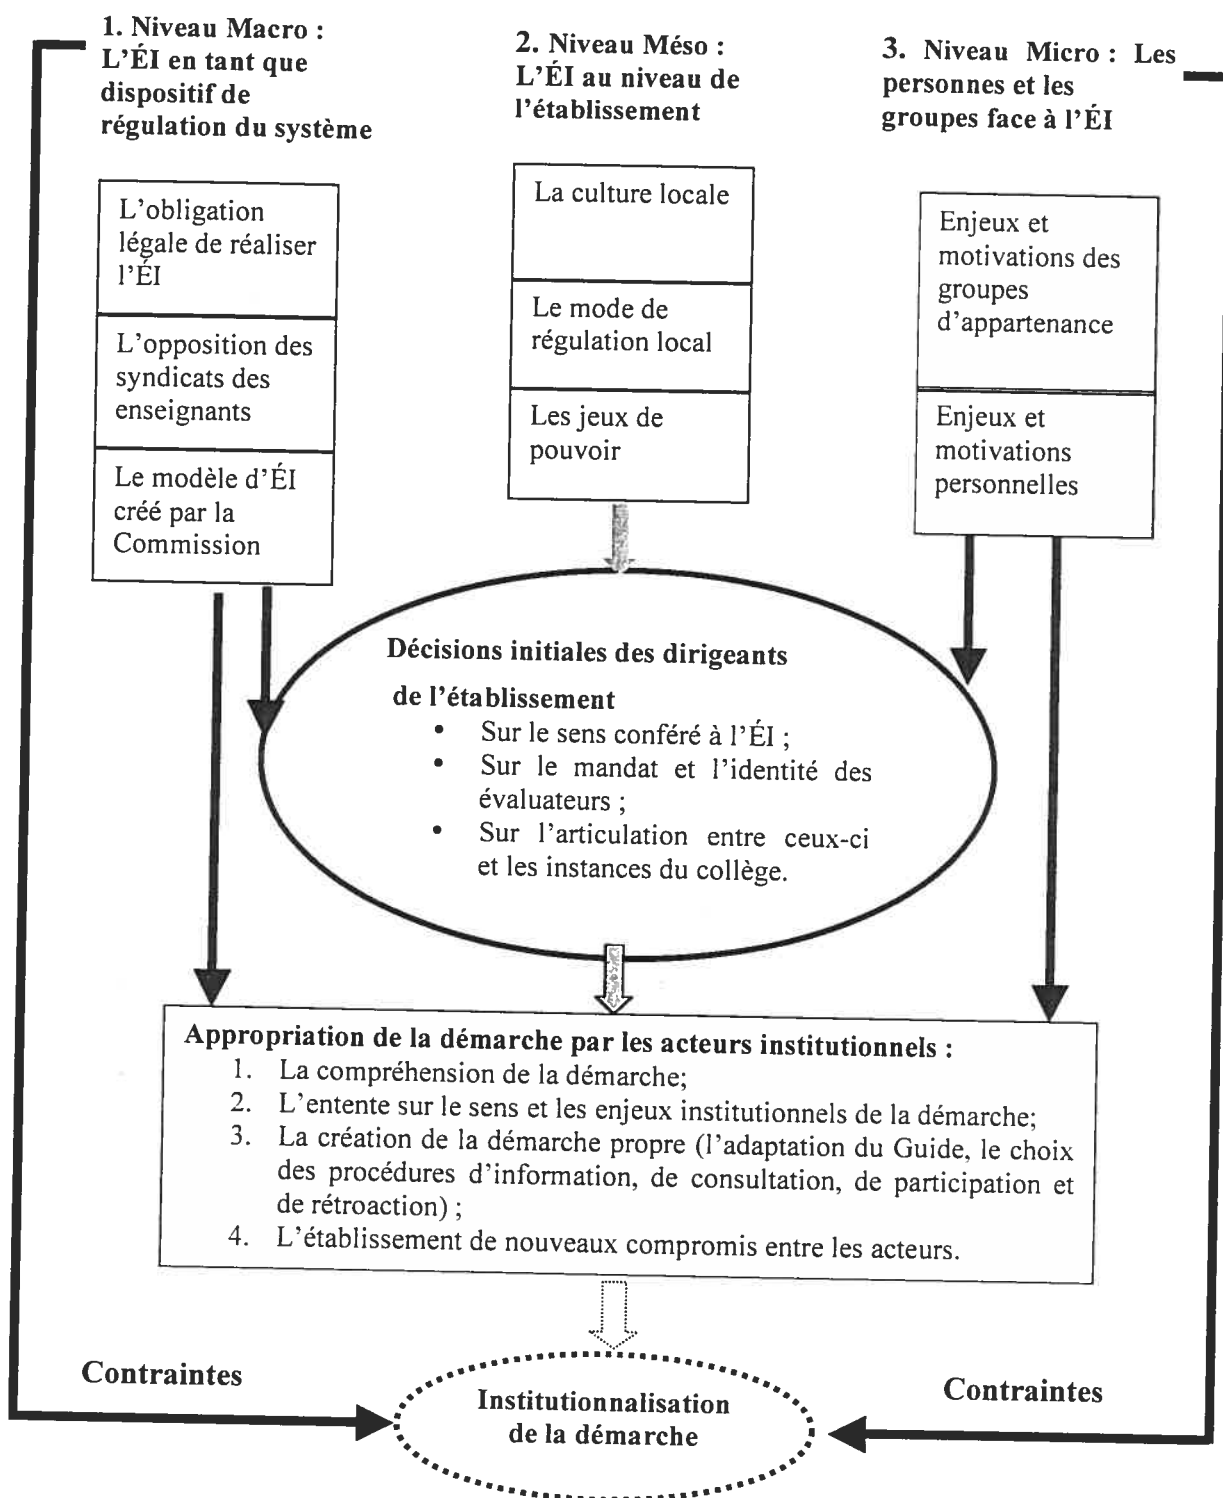 1. Niveau Macro :
L’ÉI en tant que
dispositif de
régulation du système
2. Niveau Méso :
L’ÉI au niveau de
l’établissement
3. Niveau Micro : Les
personnes et les
groupes face à l’ÉI
L’obligation
légale de réaliser
l’ÉI
L’opposition des
syndicats des
enseignants
Le modèle d’ÉI
créé par la
Commission
La culture locale
Le mode de
régulation local
Les jeux de
pouvoir
Enjeux et
motivations des
groupes
d’appartenance
Enjeux et
motivations
personnelles
Décisions initiales des dirigeants
de l’établissement
• Sur le sens conféré à l’ÉI ;
• Sur le mandat et l’identité des
évaluateurs ;
• Sur l’articulation entre ceux-ci
et les instances du collège.
Appropriation de la démarche par les acteurs institutionnels :
1. La compréhension de la démarche;
2. L’entente sur le sens et les enjeux institutionnels de la démarche;
3. La création de la démarche propre (l’adaptation du Guide, le choix
des procédures d’information, de consultation, de participation et
de rétroaction) ;
4. L’établissement de nouveaux compromis entre les acteurs.
Contraintes
Institutionnalisation
de la démarche
Contraintes